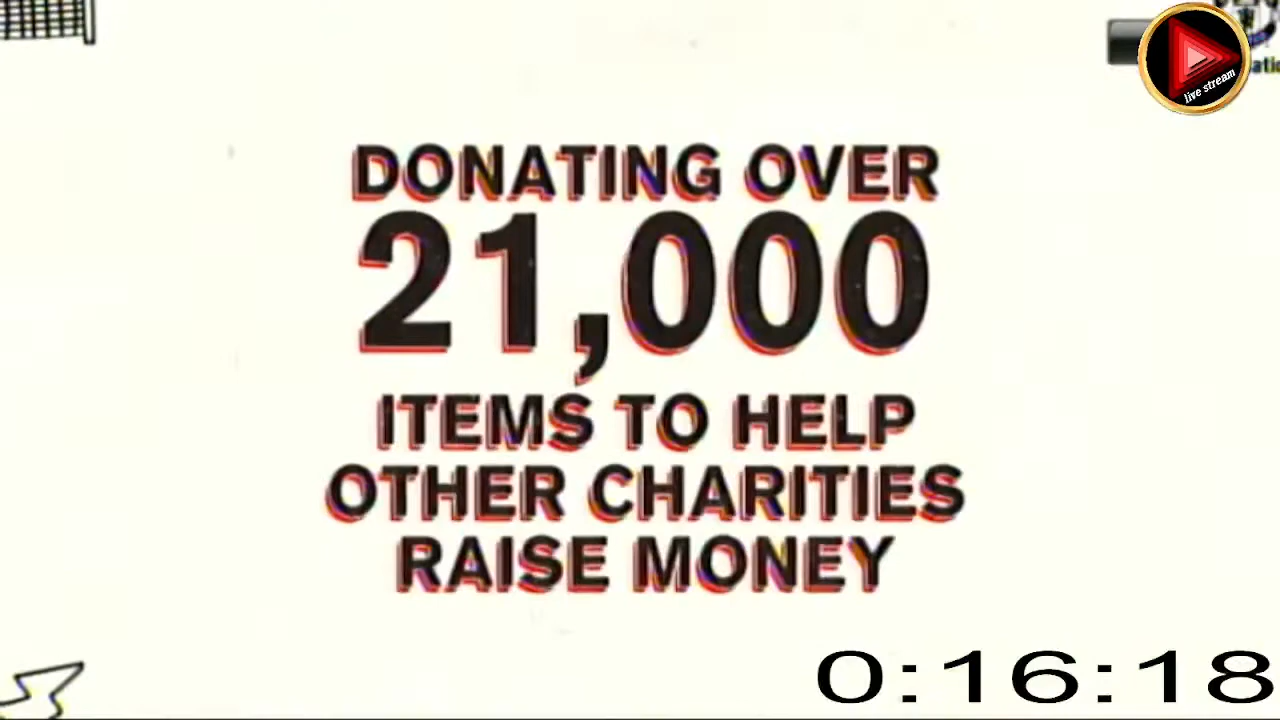 live stream
DONATING OVER
21,000
ITEMS TO HELP
OTHER CHARITIES
RAISE MONEY
0:16:18